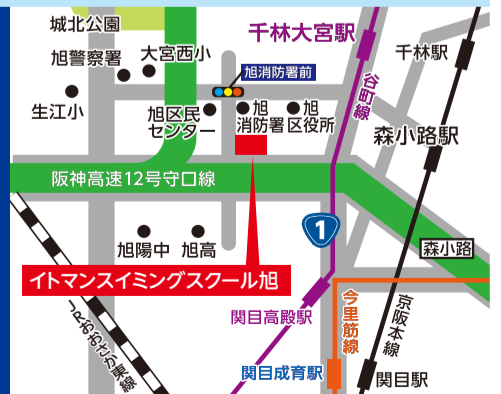 城北公園
千林大宮駅
旭警察署
大宮西小
千林駅
旭消防署前
谷町線
生江小
旭区民
センター
旭
消防署
旭
区役所
森小路駅
阪神高速12号守口線
1
旭陽中
旭高
森小路
イトマンスイミングスクール旭
JRおおさか東線
関目高殿駅
今里筋線
京阪本線
関目成育駅
関目駅